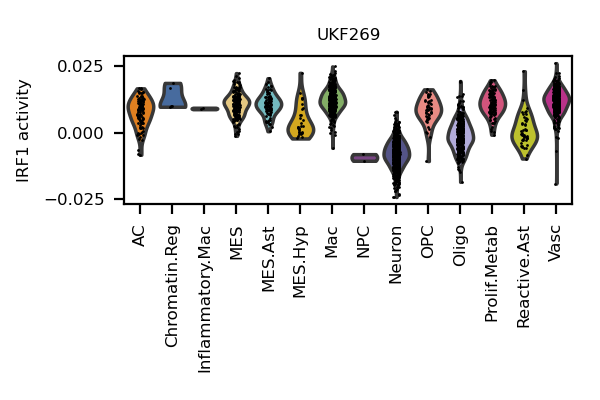 UKF269
IRF1 activity
0.025
0.000
−0.025
AC
Chromatin.Reg
Inflammatory.Mac
MES
MES.Ast
MES.Hyp
Mac
NPC
Neuron
OPC
Oligo
Prolif.Metab
Reactive.Ast
Vasc